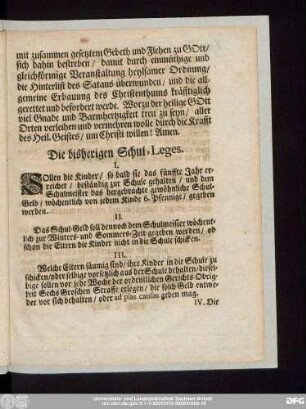 mit zusammen gesetztem Gebeth und Flehen zu GOtt/
sich dahin bestreben/ damit durch einmüthige und
gleichförmige Veranstaltung heylsamer Ordnung/
die Hinterlist des Satans überwunden/ und die all-
gemeine Erbauung des Christenthums kräfftiglich
gerettet und befordert werde. Worzu der heilige GOtt
viel Gnade und Barmhertzigkeit treu zu seyn/ aller
Orten verleihen und vermehren wolle durch die Krafft
des Heil. Geistes/ um Christi willen! Amen.
Die bisherigen Schul-Leges.
I.
SOllen die Kinder/ so bald sie das fünffte Jahr er-
reichet/ beständig zur Schule gehalten/ und dem
Schulmeister das hergebrachte gewöhnliche Schul-
Geld/ wöchentlich von jedem Kinde 6. Pfennige/ gegeben
werden.
II.
Das Schul-Geld soll dennoch dem Schulmeister wöchent-
lich zur Winters- und Sommers-Zeit gegeben werden/ ob
schon die Eltern die Kinder nicht in die Schule schicken.
III.
Welche Eltern säumig sind/ ihre Kinder in die Schule zu
schicken/ oder selbige vorsetzlich aus der Schule behalten/ diesel-
bige sollen vor jede Woche der ordentlichen Gerichts-Obrig-
keit Sechs Groschen Straffe erlegen/ die solch Geld entwe-
der vor sich behalten/ oder ad pias causas geben mag.
IV. Die
Universitäts- und Landesbibliothek Sachsen-Anhalt
DFG